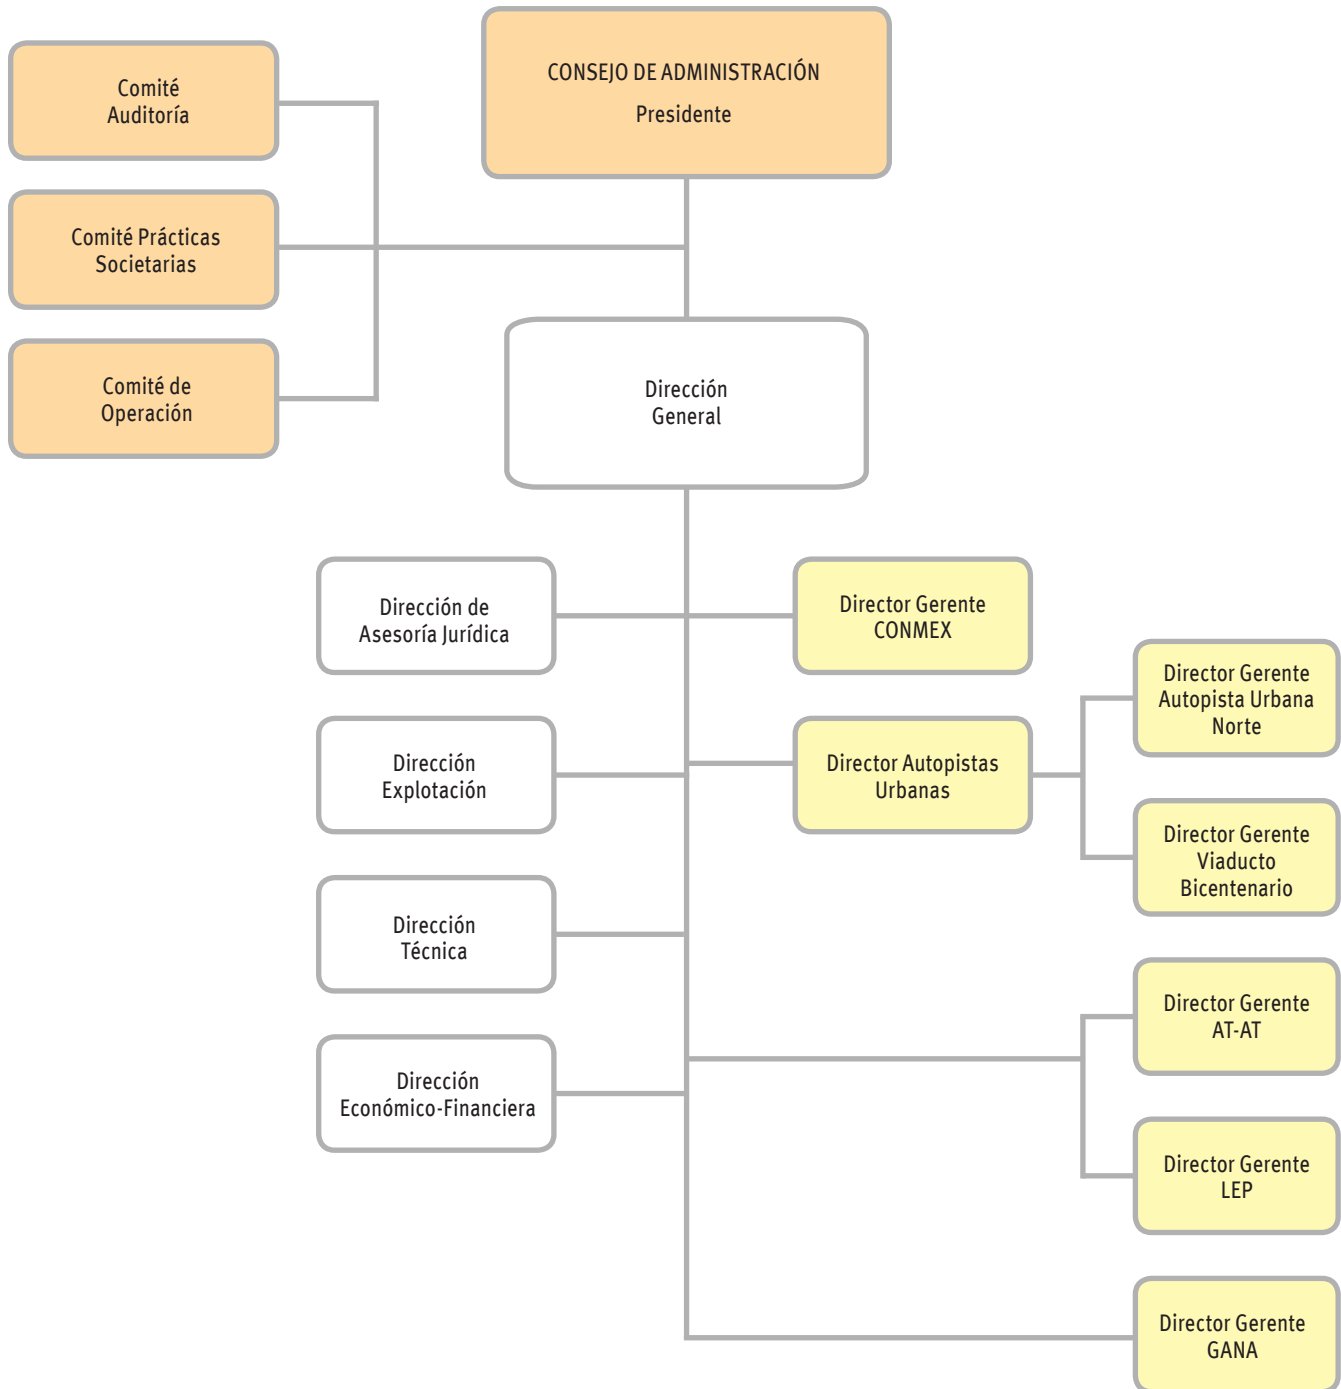 CONSEJO DE ADMINISTRACIÓN
Presidente
Comité
Auditoría
Comité Prácticas
Societarias
Comité de
Operación
Dirección
General
Dirección de
Asesoría Jurídica
Director Gerente
CONMEX
Dirección
Explotación
Director Autopistas
Urbanas
Director Gerente
Autopista Urbana
Norte
Director Gerente
Viaducto
Bicentenario
Dirección
Técnica
Director Gerente
AT-AT
Dirección
Económico-Financiera
Director Gerente
LEP
Director Gerente
GANA